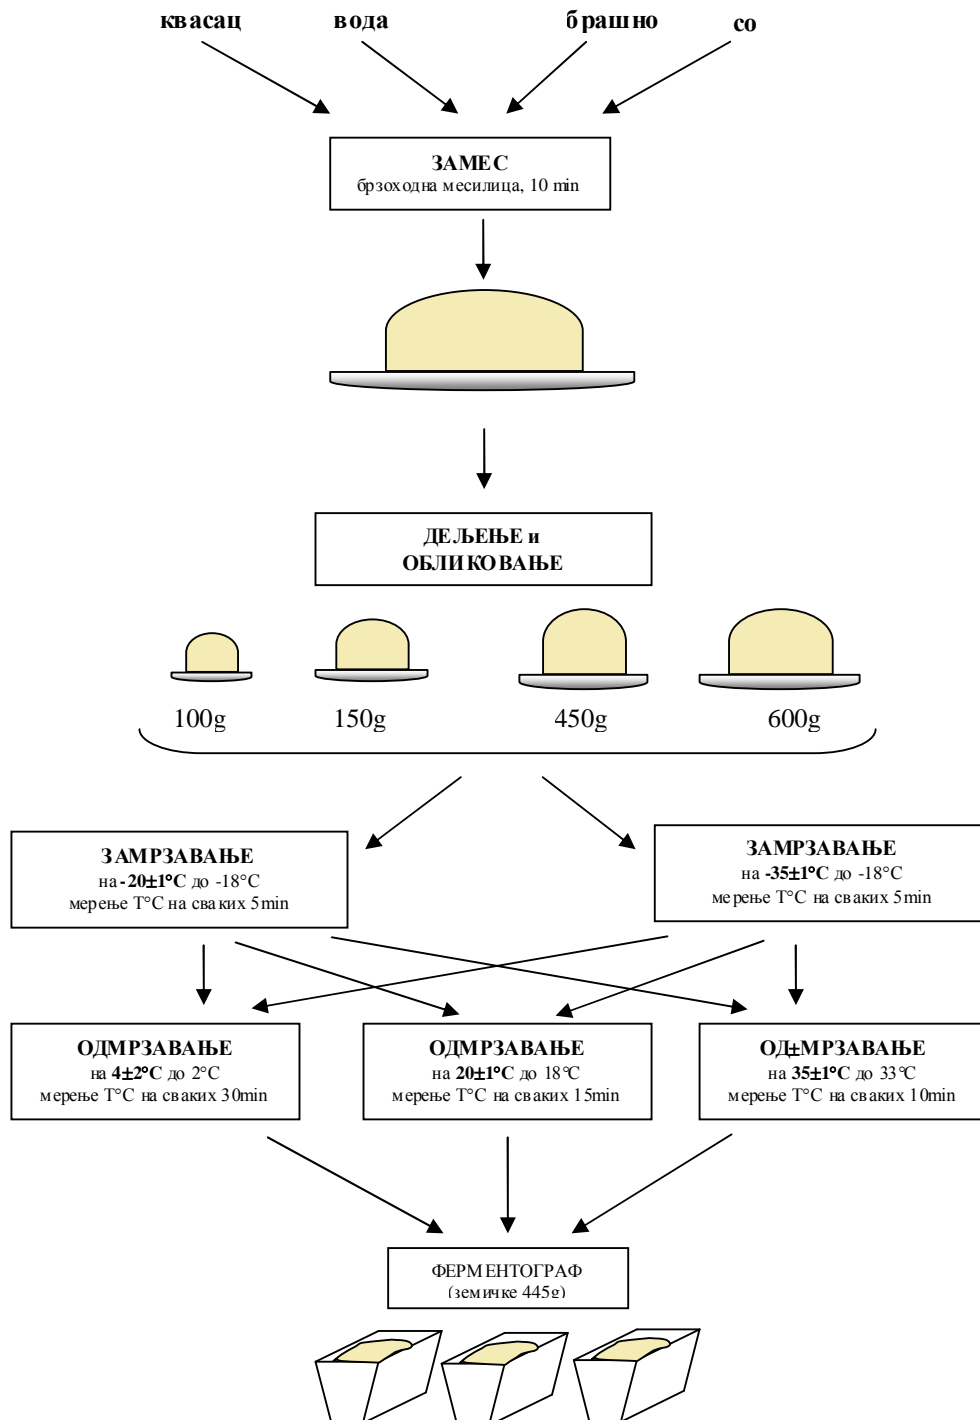 квасац вода брашно со
ЗАМЕС
брзоходна месилица, 10 min
ДЕЉЕЊЕ и
ОБЛИКОВАЊЕ
100g 150g 450g 600g
ЗАМРЗАВАЊЕ
на -20±1°C до -18°C
мерење T°C на сваких 5min
ЗАМРЗАВАЊЕ
на -35±1°C до -18°C
мерење T°C на сваких 5min
ОДМРЗАВАЊЕ
на 4±2°C до 2°C
мерење T°C на сваких 30min
ОДМРЗАВАЊЕ
на 20±1°C до 18°C
мерење T°C на сваких 15min
ОД±МРЗАВАЊЕ
на 35±1°C до 33°C
мерење T°C на сваких 10min
ФЕРМЕНТОГРАФ
(земичке 445g)